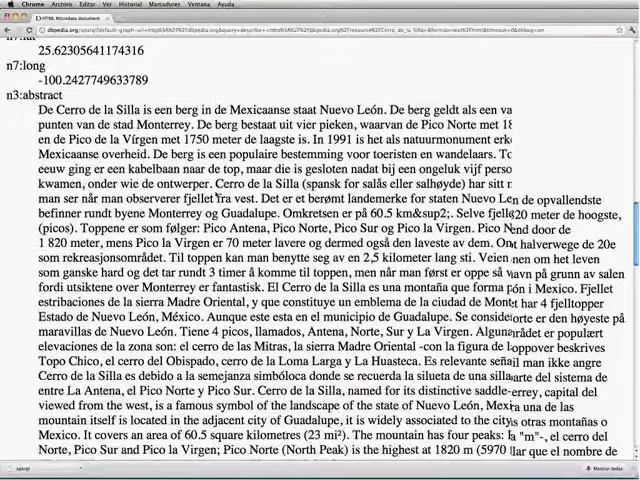 Chrome Archivo Editar Ver Historial Marcadores Ventana Ayuda
HTML Microdata document
n7:lat
25.62305641174316
n7:long
-100.2427749633789
n3:abstract
De Cerro de la Silla is een berg in de Mexicaanse staat Nuevo León. De berg geldt als een va
punten van de stad Monterrey. De berg bestaat uit vier pieken, waarvan de Pico Norte met 18
en de Pico de la Vírgen met 1750 meter de laagste is. In 1991 is het als natuurmonument erke
Mexicaanse overheid. De berg is een populaire bestemming voor toeristen en wandelaars. To
eeuw ging er een kabelbaan naar de top, maar die is gesloten nadat bij een ongeluk vijf perso
kwamen, onder wie de ontwerper. Cerro de la Silla (spansk for salås eller salhøyde) har sitt n
man ser når man observerer fjellet fra vest. Det er et berømt landemerke for staten Nuevo Le n de opvallendste
befinner rundt byene Monterrey og Guadalupe. Omkretsen er på 60.5 km&sup2;. Selve fjell 20 meter de hoogste,
(picos). Toppene er som følger: Pico Antena, Pico Norte, Pico Sur og Pico la Virgen. Pico N end door de
1 820 meter, mens Pico la Virgen er 70 meter lavere og dermed også den laveste av dem. On t halverwege de 20e
som rekreasjonsområdet. Til toppen kan man benytte seg av en 2,5 kilometer lang sti. Veien nen om het leven
som ganske hard og det tar rundt 3 timer å komme til toppen, men når man først er oppe så navn på grunn av salen
fordi utsiktene over Monterrey er fantastisk. El Cerro de la Silla es una montaña que forma p ón i Mexico. Fjellet
estribaciones de la sierra Madre Oriental, y que constituye un emblema de la ciudad de Mont t har 4 fjelltopper
Estado de Nuevo León, México. Aunque este esta en el municipio de Guadalupe. Se conside orte er den høyeste på
maravillas de Nuevo León. Tiene 4 picos, llamados, Antena, Norte, Sur y La Virgen. Alguna rådet er populært
elevaciones de la zona son: el cerro de las Mitras, la sierra Madre Oriental -con la figura de l oppover beskrives
Topo Chico, el cerro del Obispado, cerro de la Loma Larga y La Huasteca. Es relevante seña il man ikke angre
Cerro de la Silla es debido a la semejanza simbóloca donde se recuerda la silueta de una silla arte del sistema de
entre La Antena, el Pico Norte y Pico Sur. Cerro de la Silla, named for its distinctive saddle- errey, capital del
viewed from the west, is a famous symbol of the landscape of the state of Nuevo León, Mexi ra una de las
mountain itself is located in the adjacent city of Guadalupe, it is widely associated to the city s otras montañas o
Mexico. It covers an area of 60.5 square kilometres (23 mi²). The mountain has four peaks: l a "m"-, el cerro del
Norte, Pico Sur and Pico la Virgen; Pico Norte (North Peak) is the highest at 1820 m (5970 lar que el nombre de
sparql
Mostrar todas